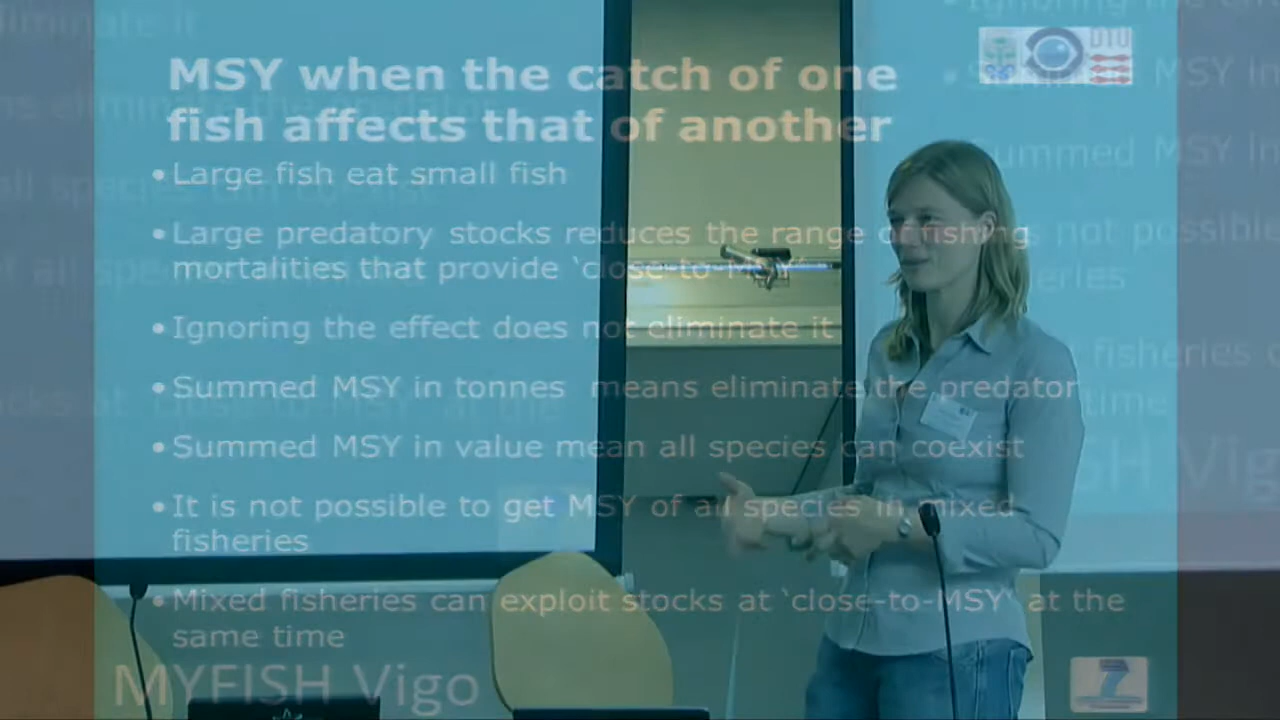 MSY when the catch of one
fish affects that of another
• Large fish eat small fish
• Large predatory stocks reduces the range of fishing
mortalities that provide ‘close-to-MSY’
• Ignoring the effect does not eliminate it
• Summed MSY in tonnes means eliminate the predator
• Summed MSY in value mean all species can coexist
• It is not possible to get MSY of all species in mixed
fisheries
• Mixed fisheries can exploit stocks at ‘close-to-MSY’ at the
same time
MYFISH Vigo
DTU
7